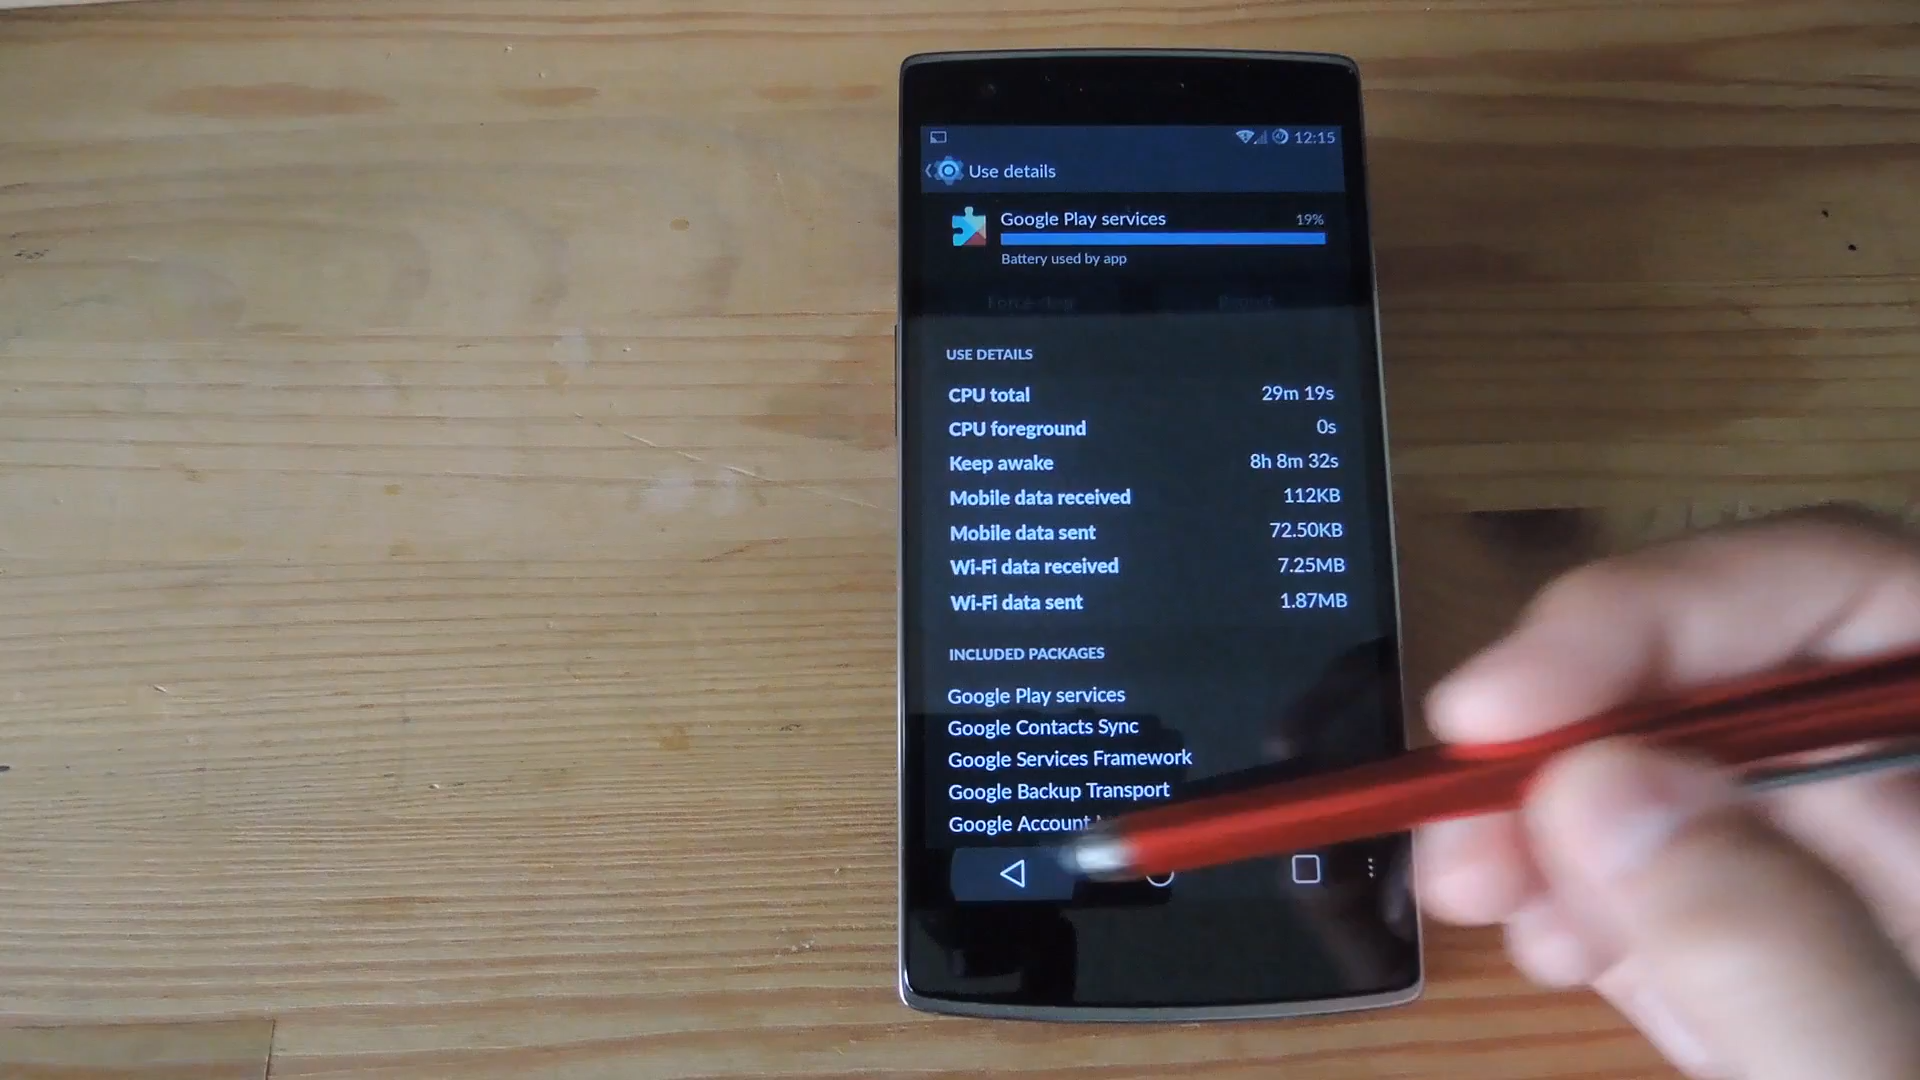 12:15
Use details
Google Play services 19%
Battery used by app
Force stop Report
USE DETAILS
CPU total 29m 19s
CPU foreground 0s
Keep awake 8h 8m 32s
Mobile data received 112KB
Mobile data sent 72.50KB
Wi-Fi data received 7.25MB
Wi-Fi data sent 1.87MB
INCLUDED PACKAGES
Google Play services
Google Contacts Sync
Google Services Framework
Google Backup Transport
Google Account